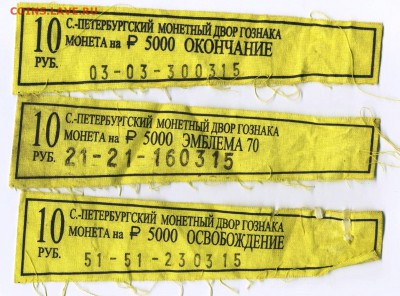 COINS.LAVE.RU
10 С.-ПЕТЕРБУРГСКИЙ МОНЕТНЫЙ ДВОР ГОЗНАКА
РУБ. МОНЕТА на ₽ 5000 ОКОНЧАНИЕ
03-03-300315
10 С.-ПЕТЕРБУРГСКИЙ МОНЕТНЫЙ ДВОР ГОЗНАКА
РУБ. МОНЕТА на ₽ 5000 ЭМБЛЕМА 70
21-21-160315
10 С.-ПЕТЕРБУРГСКИЙ МОНЕТНЫЙ ДВОР ГОЗНАКА
РУБ. МОНЕТА на ₽ 5000 ОСВОБОЖДЕНИЕ
51-51-230315